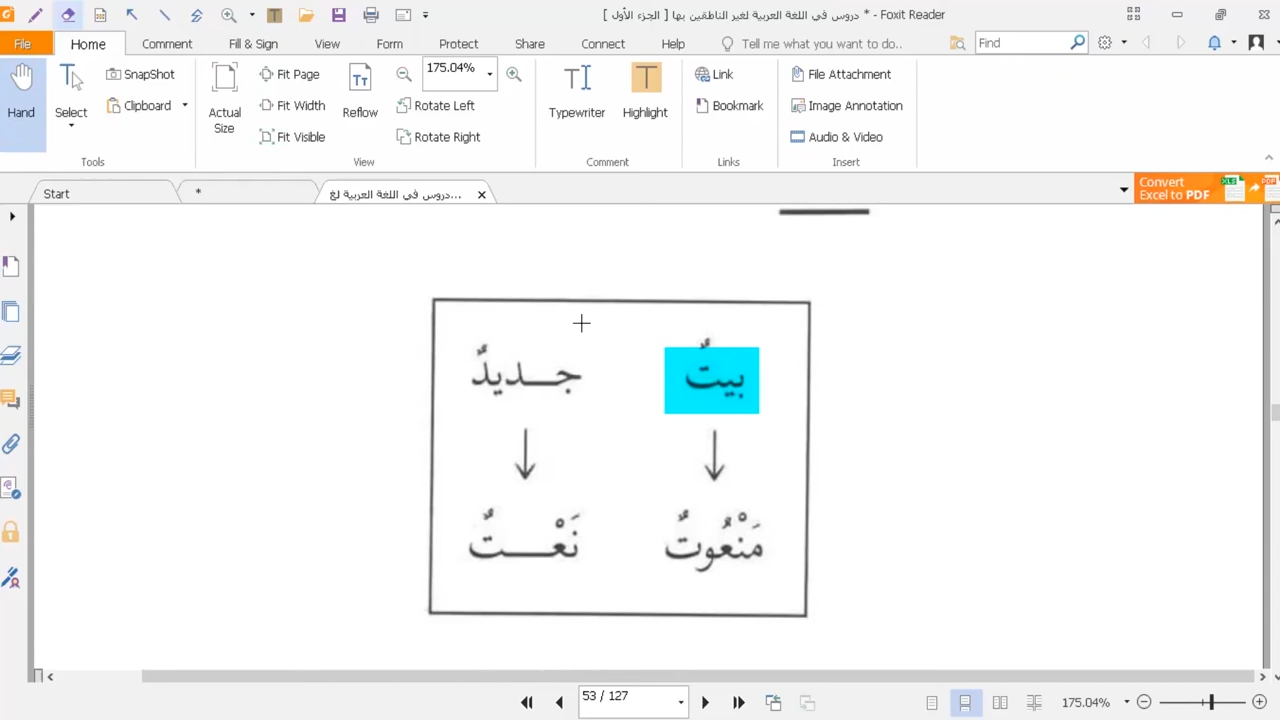 دروس في اللغة العربية لغير الناطقين بها [ الجزء الأول ] * - Foxit Reader
File Home Comment Fill & Sign View Form Protect Share Connect Help Tell me what you want to do.. Find
Hand
Select
SnapShot
Clipboard
Actual Size
Fit Page
Fit Width
Fit Visible
Reflow
175.04%
Rotate Left
Rotate Right
Typewriter
Highlight
Link
Bookmark
File Attachment
Image Annotation
Audio & Video
Tools View Comment Links Insert
Start * دروس في اللغة العربية لغ...
Convert
Excel to PDF
بيتٌ جـديدٌ
مَنْعُوتٌ نَعْـتٌ
53 / 127 175.04%